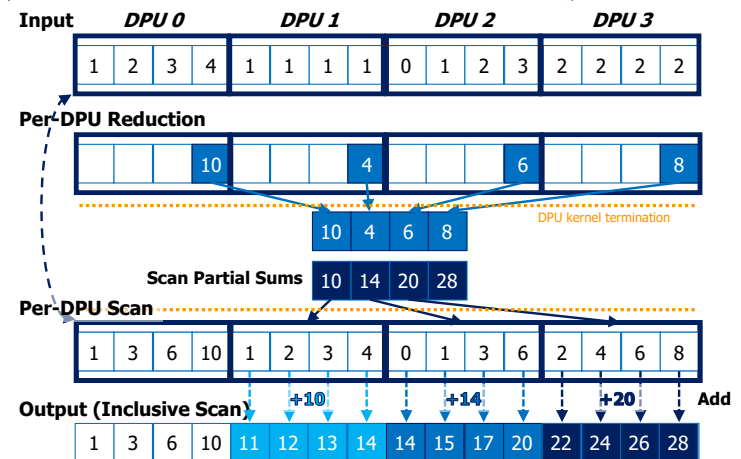 Input DPU 0 DPU 1 DPU 2 DPU 3
1 2 3 4 1 1 1 1 0 1 2 3 2 2 2 2
Per-DPU Reduction
10 4 6 8
DPU kernel termination
10 4 6 8
Scan Partial Sums 10 14 20 28
Per-DPU Scan
1 3 6 10 1 2 3 4 0 1 3 6 2 4 6 8
+10 +14 +20 Add
Output (Inclusive Scan)
1 3 6 10 11 12 13 14 14 15 17 20 22 24 26 28